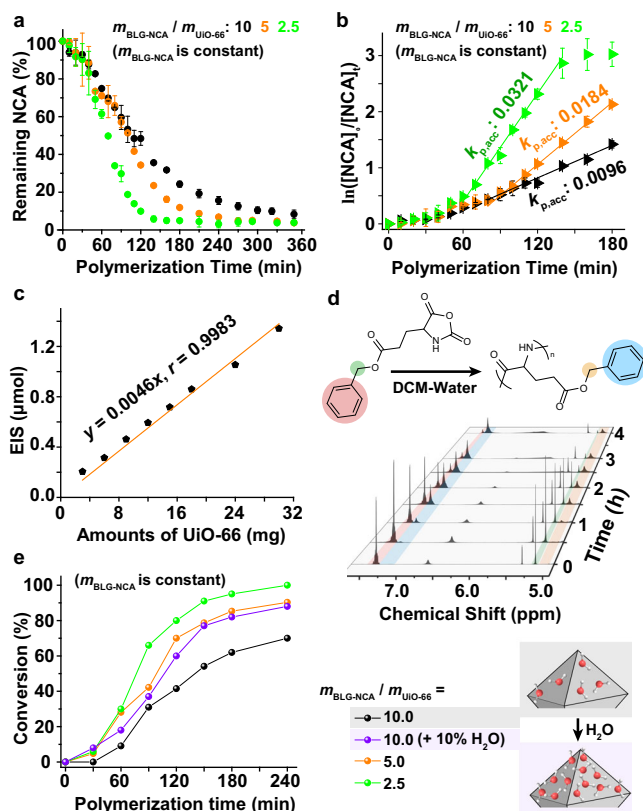 a
m_BLG-NCA / m_UiO-66: 10 5 2.5
(m_BLG-NCA is constant)
Remaining NCA (%)
100
80
60
40
20
0
0 60 120 180 240 300 360
Polymerization Time (min)
b
m_BLG-NCA / m_UiO-66: 10 5 2.5
(m_BLG-NCA is constant)
ln([NCA]₀/[NCA]ₜ)
3
2
1
0
k_p,acc: 0.0321
k_p,acc: 0.0184
k_p,acc: 0.0096
0 60 120 180
Polymerization Time (min)
c
EIS (μmol)
1.2
0.8
0.4
0.0
y = 0.0046x, r = 0.9983
0 8 16 24 32
Amounts of UiO-66 (mg)
d
O
O
O
O
HN
O
O
DCM-Water
HN
n
O
O
O
4
3
2
1
0
Time (h)
7.0 6.0 5.0
Chemical Shift (ppm)
e
(m_BLG-NCA is constant)
Conversion (%)
100
80
60
40
20
0
0 60 120 180 240
Polymerization time (min)
m_BLG-NCA / m_UiO-66 =
10.0
10.0 (+ 10% H₂O)
5.0
2.5
H₂O